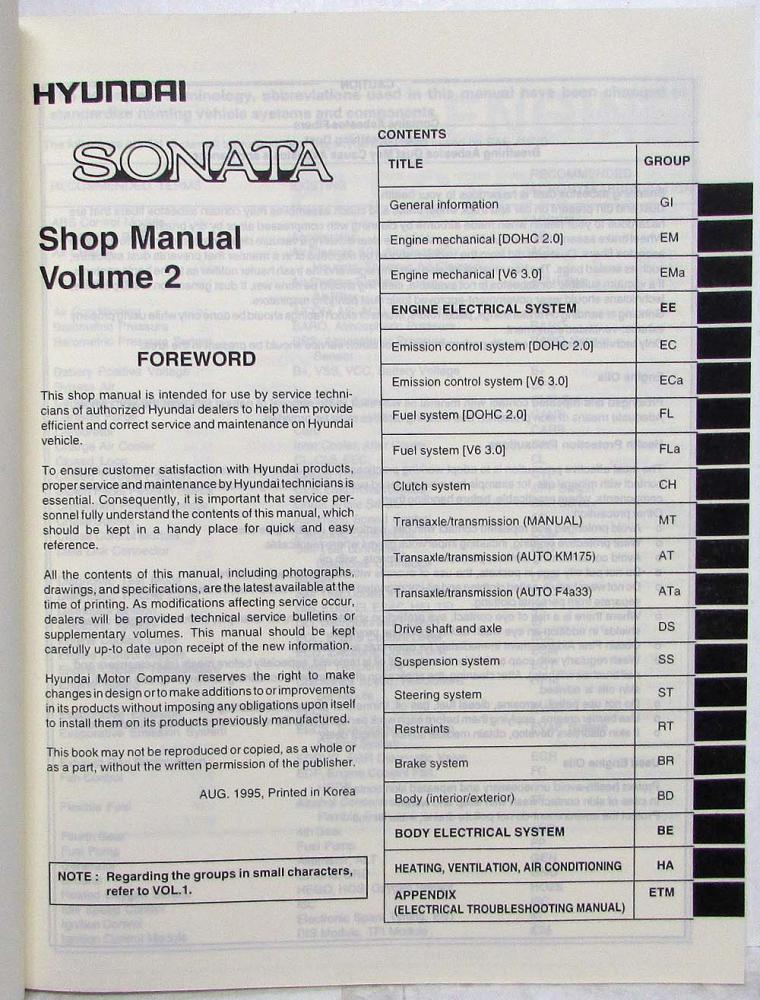 HYUNDAI
SONATA
Shop Manual
Volume 2
FOREWORD
This shop manual is intended for use by service techni-
cians of authorized Hyundai dealers to help them provide
efficient and correct service and maintenance on Hyundai
vehicle.
To ensure customer satisfaction with Hyundai products,
proper service and maintenance by Hyundai technicians is
essential. Consequently, it is important that service per-
sonnel fully understand the contents of this manual, which
should be kept in a handy place for quick and easy
reference.
All the contents of this manual, including photographs,
drawings, and specifications, are the latest available at the
time of printing. As modifications affecting service occur,
dealers will be provided technical service bulletins or
supplementary volumes. This manual should be kept
carefully up-to date upon receipt of the new information.
Hyundai Motor Company reserves the right to make
changes in design or to make additions to or improvements
in its products without imposing any obligations upon itself
to install them on its products previously manufactured.
This book may not be reproduced or copied, as a whole or
as a part, without the written permission of the publisher.
AUG. 1995, Printed in Korea
NOTE : Regarding the groups in small characters,
refer to VOL.1.
CONTENTS
TITLE GROUP
General information GI
Engine mechanical [DOHC 2.0] EM
Engine mechanical [V6 3.0] EMa
ENGINE ELECTRICAL SYSTEM EE
Emission control system [DOHC 2.0] EC
Emission control system [V6 3.0] ECa
Fuel system [DOHC 2.0] FL
Fuel system [V6 3.0] FLa
Clutch system CH
Transaxle/transmission (MANUAL) MT
Transaxle/transmission (AUTO KM175) AT
Transaxle/transmission (AUTO F4a33) ATa
Drive shaft and axle DS
Suspension system SS
Steering system ST
Restraints RT
Brake system BR
Body (interior/exterior) BD
BODY ELECTRICAL SYSTEM BE
HEATING, VENTILATION, AIR CONDITIONING HA
APPENDIX ETM
(ELECTRICAL TROUBLESHOOTING MANUAL)